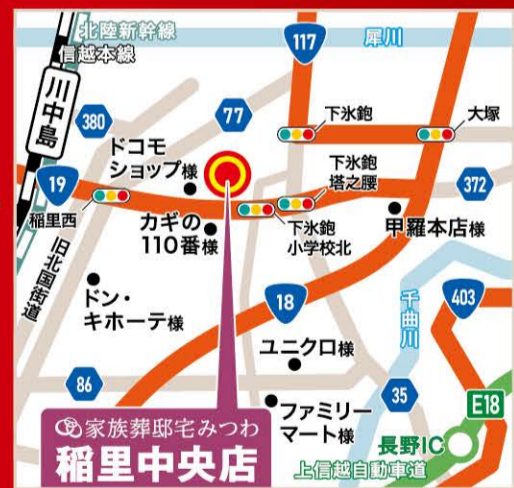 北陸新幹線
信越本線
川中島
117
犀川
380
77
下氷鉋
大塚
ドコモ
ショップ様
下氷鉋
塔之腰
372
19
稲里西
カギの
110番様
下氷鉋
小学校北
甲羅本店様
旧北国街道
ドン・
キホーテ様
18
千曲川
403
ユニクロ様
86
35
E18
ファミリー
マート様
長野IC
上信越自動車道
家族葬邸宅みつわ
稲里中央店